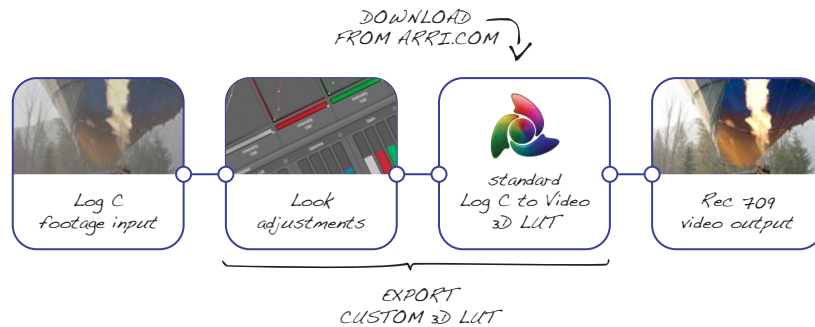 DOWNLOAD
FROM ARRI.COM
Log C
footage input
Look
adjustments
standard
Log C to Video
3D LUT
Rec 709
video output
EXPORT
CUSTOM 3D LUT